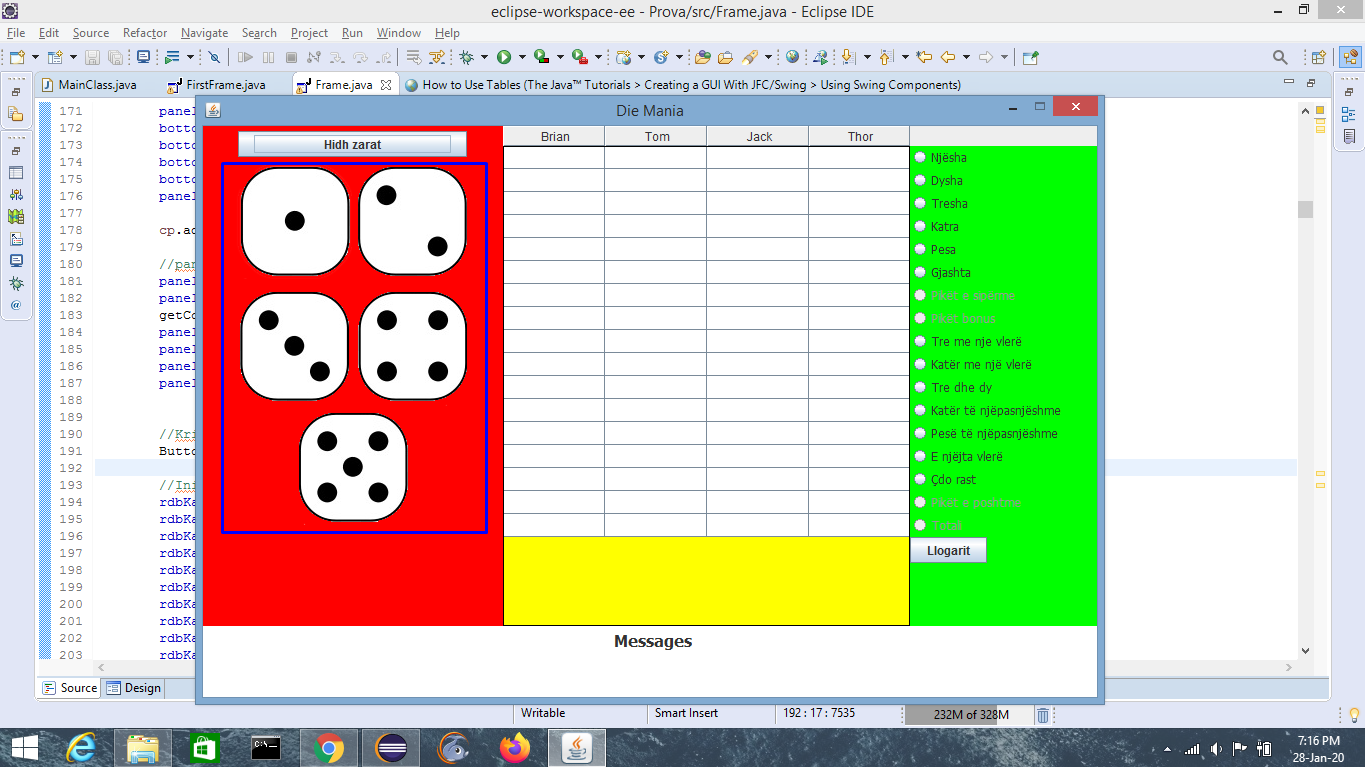 eclipse-workspace-ee - Prova/src/Frame.java - Eclipse IDE
File Edit Source Refactor Navigate Search Project Run Window Help
MainClass.java FirstFrame.java Frame.java How to Use Tables (The Java™ Tutorials > Creating a GUI With JFC/Swing > Using Swing Components)
Die Mania
171 panel
172 botto
173 botto
174 botto
175 botto
176 panel
177
178 cp.ad
179
180 //pan
181 panel
182 panel
183 getCo
184 panel
185 panel
186 panel
187 panel
188
189
190 //Kri
191 Butto
192
193 //Ini
194 rdbKa
195 rdbKa
196 rdbKa
197 rdbKa
198 rdbKa
199 rdbKa
200 rdbKa
201 rdbKa
202 rdbKa
203 rdbKa
Hidh zarat
Brian Tom Jack Thor
Njësha
Dysha
Tresha
Katra
Pesa
Gjashta
Pikët e sipërme
Pikët bonus
Tre me nje vlerë
Katër me një vlerë
Tre dhe dy
Katër të njëpasnjëshme
Pesë të njëpasnjëshme
E njëjta vlerë
Çdo rast
Pikët e poshtme
Totali
Llogarit
Messages
Source Design
Writable Smart Insert 192 : 17 : 7535 232M of 328M
7:16 PM
28-Jan-20